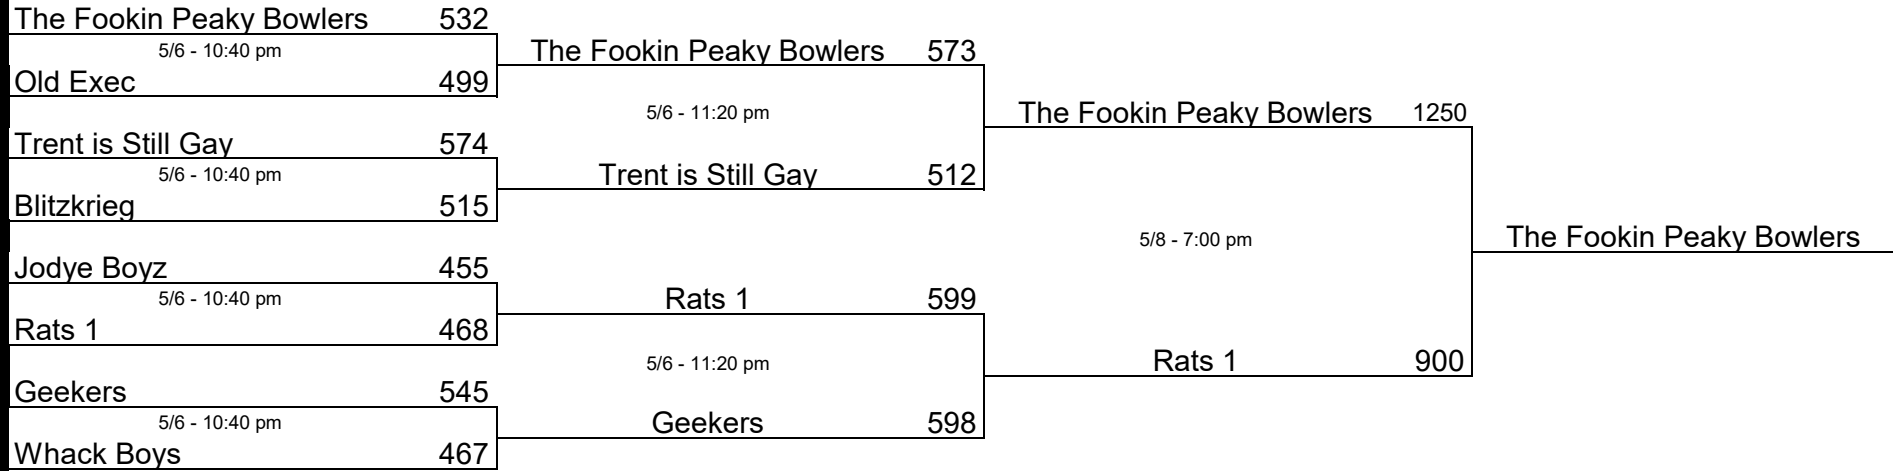 The Fookin Peaky Bowlers 532
5/6 - 10:40 pm
Old Exec 499
Trent is Still Gay 574
5/6 - 10:40 pm
Blitzkrieg 515
Jodye Boyz 455
5/6 - 10:40 pm
Rats 1 468
Geekers 545
5/6 - 10:40 pm
Whack Boys 467
The Fookin Peaky Bowlers 573
5/6 - 11:20 pm
Trent is Still Gay 512
Rats 1 599
5/6 - 11:20 pm
Geekers 598
The Fookin Peaky Bowlers 1250
5/8 - 7:00 pm
Rats 1 900
The Fookin Peaky Bowlers